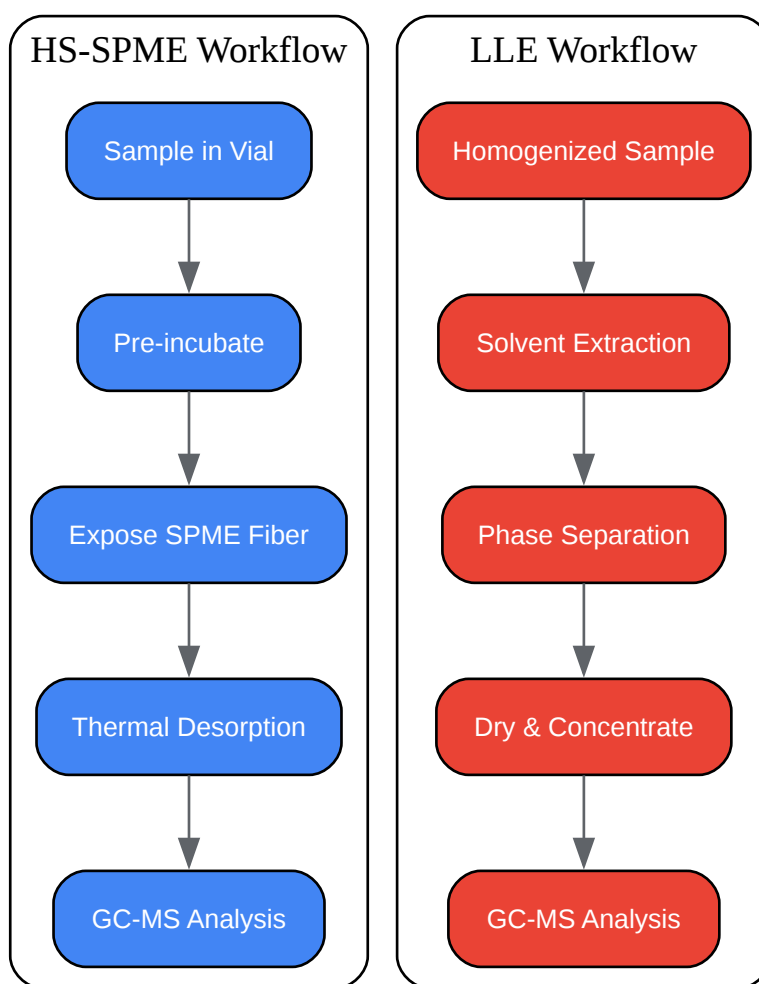 HS-SPME Workflow
Sample in Vial
Pre-incubate
Expose SPME Fiber
Thermal Desorption
GC-MS Analysis
LLE Workflow
Homogenized Sample
Solvent Extraction
Phase Separation
Dry & Concentrate
GC-MS Analysis